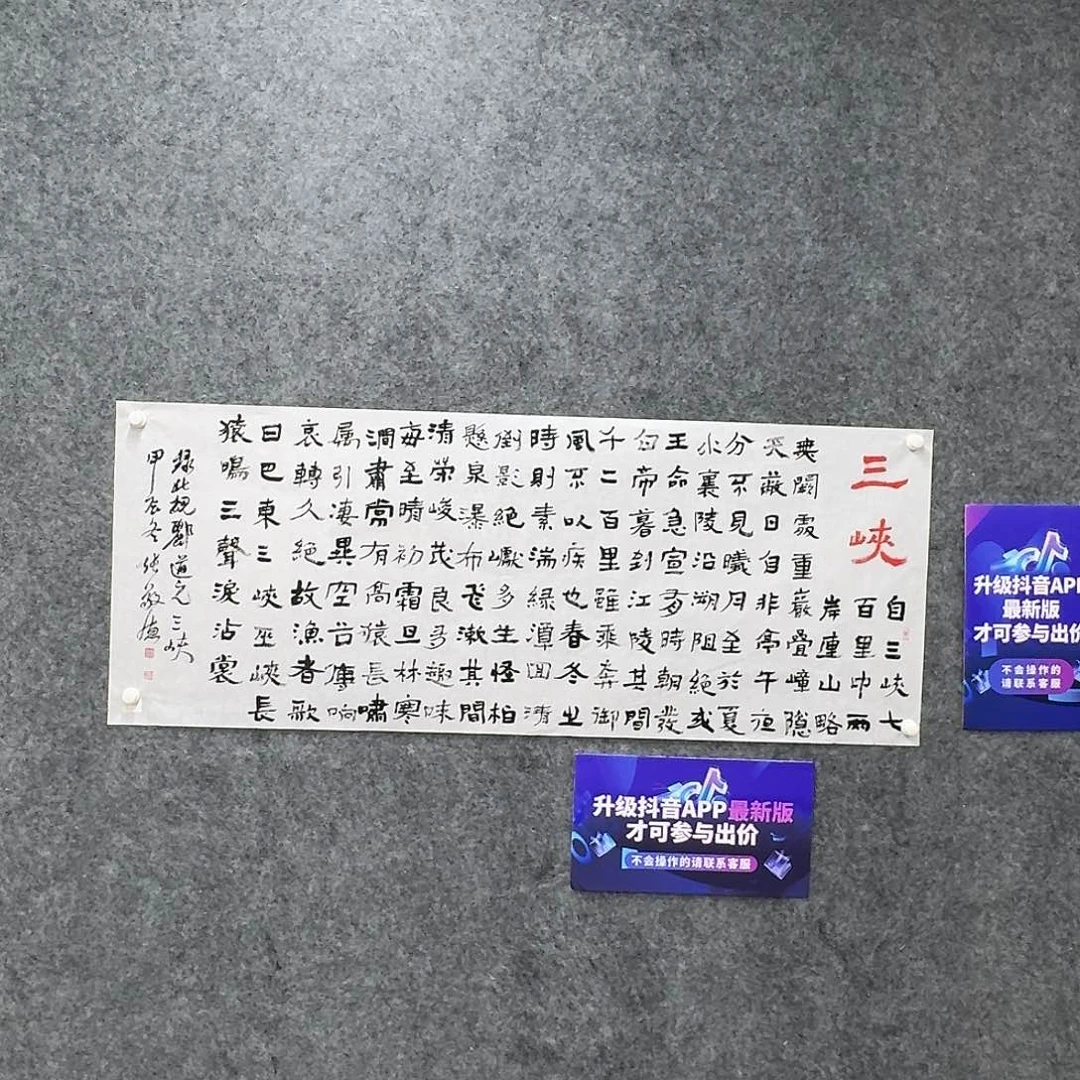 三峽
自三峽七
百里中兩
岸連山略
無闕處重巖疊嶂隱
天蔽日自非亭午夜
分不見曦月至於夏
水襄陵沿溯阻絕或
王命急宣有時朝發
白帝暮到江陵其間
千二百里雖乘奔御
風不以疾也春冬之
時則素湍綠潭回清
倒影絕巘多生怪柏
懸泉瀑布飛漱其間
清榮峻茂良多趣味
每至晴初霜旦林寒
澗肅常有高猿長嘯
屬引淒異空谷傳响
哀轉久絕故漁者歌
曰巴東三峽巫峽長
猿鳴三聲淚沾裳
錄北魏酈道元三峽
甲辰冬
升级抖音APP最新版
才可参与出价
不会操作的请联系客服
升级抖音APP
最新版
才可参与出价
不会操作的
请联系客服